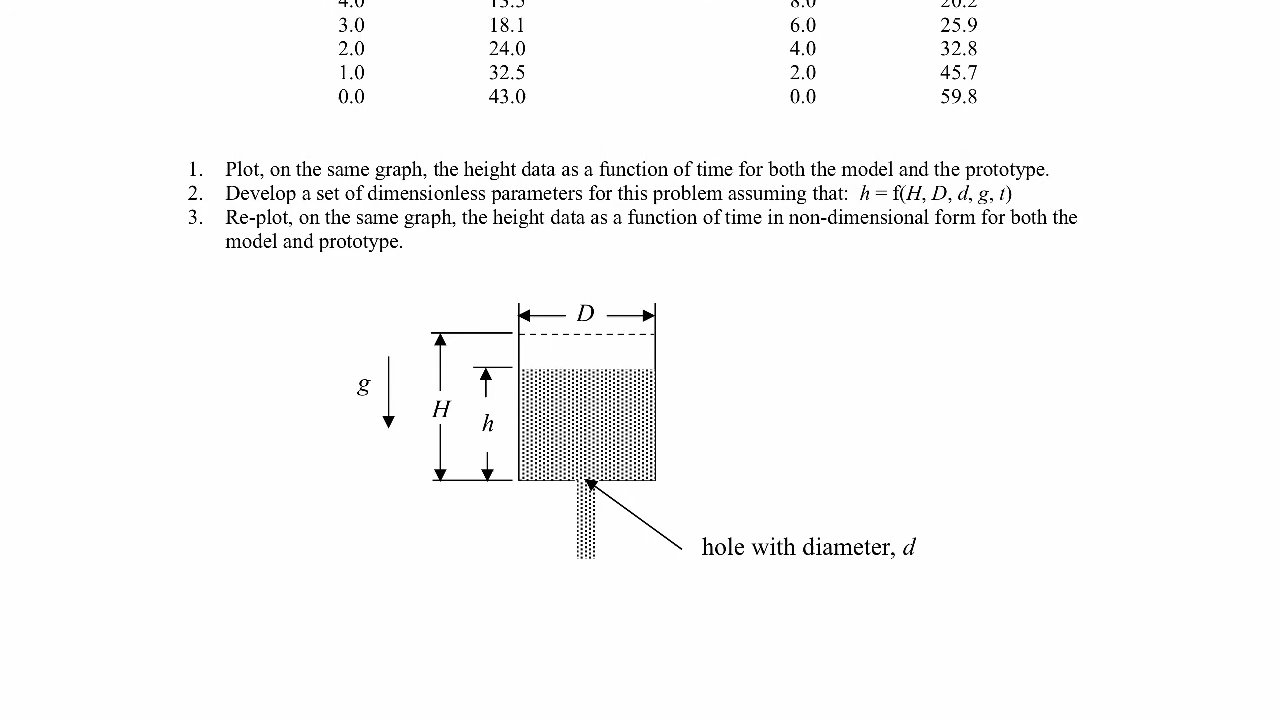 3.0 18.1 6.0 25.9
2.0 24.0 4.0 32.8
1.0 32.5 2.0 45.7
0.0 43.0 0.0 59.8
1. Plot, on the same graph, the height data as a function of time for both the model and the prototype.
2. Develop a set of dimensionless parameters for this problem assuming that: h = f(H, D, d, g, t)
3. Re-plot, on the same graph, the height data as a function of time in non-dimensional form for both the
model and prototype.
D
g
H
h
hole with diameter, d